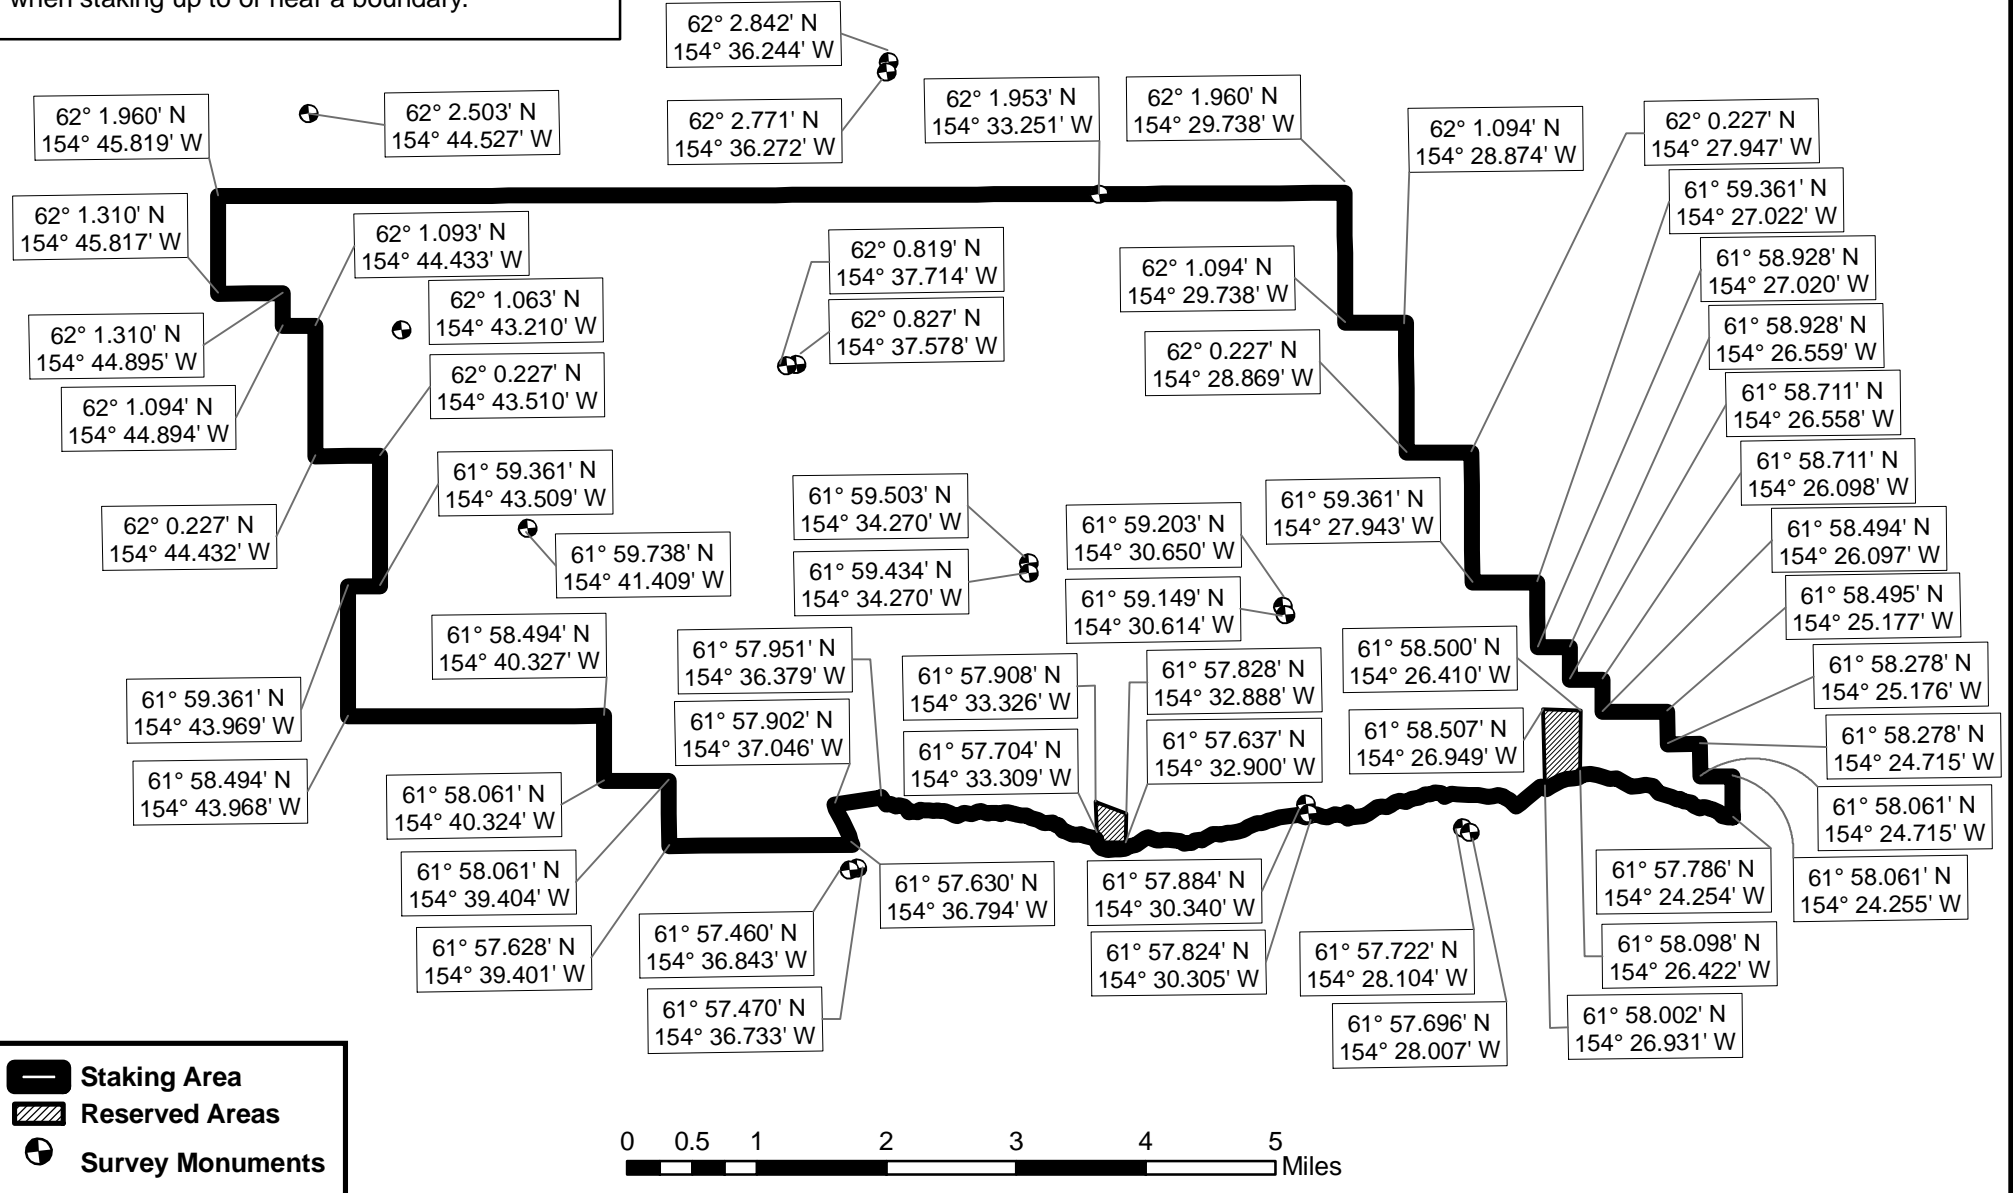 when staking up to or near a boundary.
62° 2.842' N
154° 36.244' W
62° 1.960' N
154° 45.819' W
62° 2.503' N
154° 44.527' W
62° 2.771' N
154° 36.272' W
62° 1.953' N
154° 33.251' W
62° 1.960' N
154° 29.738' W
62° 1.094' N
154° 28.874' W
62° 0.227' N
154° 27.947' W
61° 59.361' N
154° 27.022' W
62° 1.310' N
154° 45.817' W
62° 1.093' N
154° 44.433' W
62° 0.819' N
154° 37.714' W
62° 1.094' N
154° 29.738' W
61° 58.928' N
154° 27.020' W
62° 1.063' N
154° 43.210' W
62° 0.827' N
154° 37.578' W
61° 58.928' N
154° 26.559' W
62° 1.310' N
154° 44.895' W
62° 0.227' N
154° 28.869' W
62° 0.227' N
154° 43.510' W
61° 58.711' N
154° 26.558' W
62° 1.094' N
154° 44.894' W
61° 58.711' N
154° 26.098' W
61° 59.361' N
154° 43.509' W
61° 59.503' N
154° 34.270' W
61° 59.361' N
154° 27.943' W
62° 0.227' N
154° 44.432' W
61° 59.738' N
154° 41.409' W
61° 59.203' N
154° 30.650' W
61° 58.494' N
154° 26.097' W
61° 59.434' N
154° 34.270' W
61° 59.149' N
154° 30.614' W
61° 58.495' N
154° 25.177' W
61° 58.494' N
154° 40.327' W
61° 57.951' N
154° 36.379' W
61° 57.908' N
154° 33.326' W
61° 57.828' N
154° 32.888' W
61° 58.500' N
154° 26.410' W
61° 58.278' N
154° 25.176' W
61° 59.361' N
154° 43.969' W
61° 57.902' N
154° 37.046' W
61° 57.704' N
154° 33.309' W
61° 57.637' N
154° 32.900' W
61° 58.507' N
154° 26.949' W
61° 58.278' N
154° 24.715' W
61° 58.494' N
154° 43.968' W
61° 58.061' N
154° 40.324' W
61° 58.061' N
154° 24.715' W
61° 58.061' N
154° 39.404' W
61° 57.630' N
154° 36.794' W
61° 57.884' N
154° 30.340' W
61° 57.786' N
154° 24.254' W
61° 58.061' N
154° 24.255' W
61° 57.628' N
154° 39.401' W
61° 57.460' N
154° 36.843' W
61° 57.824' N
154° 30.305' W
61° 57.722' N
154° 28.104' W
61° 58.098' N
154° 26.422' W
61° 57.470' N
154° 36.733' W
61° 57.696' N
154° 28.007' W
61° 58.002' N
154° 26.931' W
Staking Area
Reserved Areas
Survey Monuments
0 0.5 1 2 3 4 5
Miles